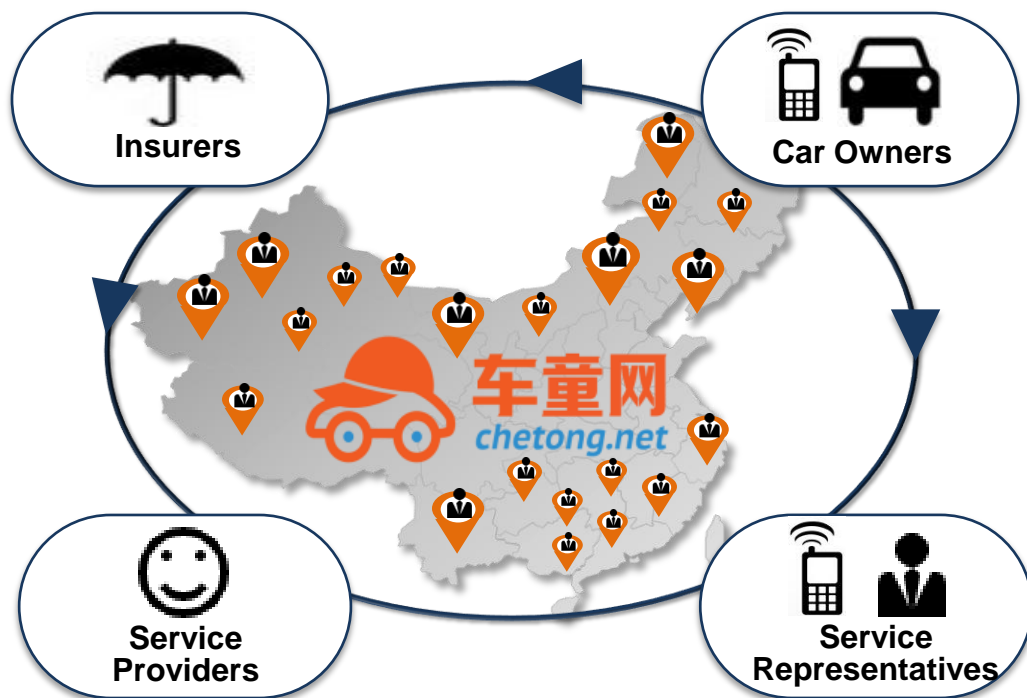 Insurers
Car Owners
车童网
chetong.net
Service
Providers
Service
Representatives